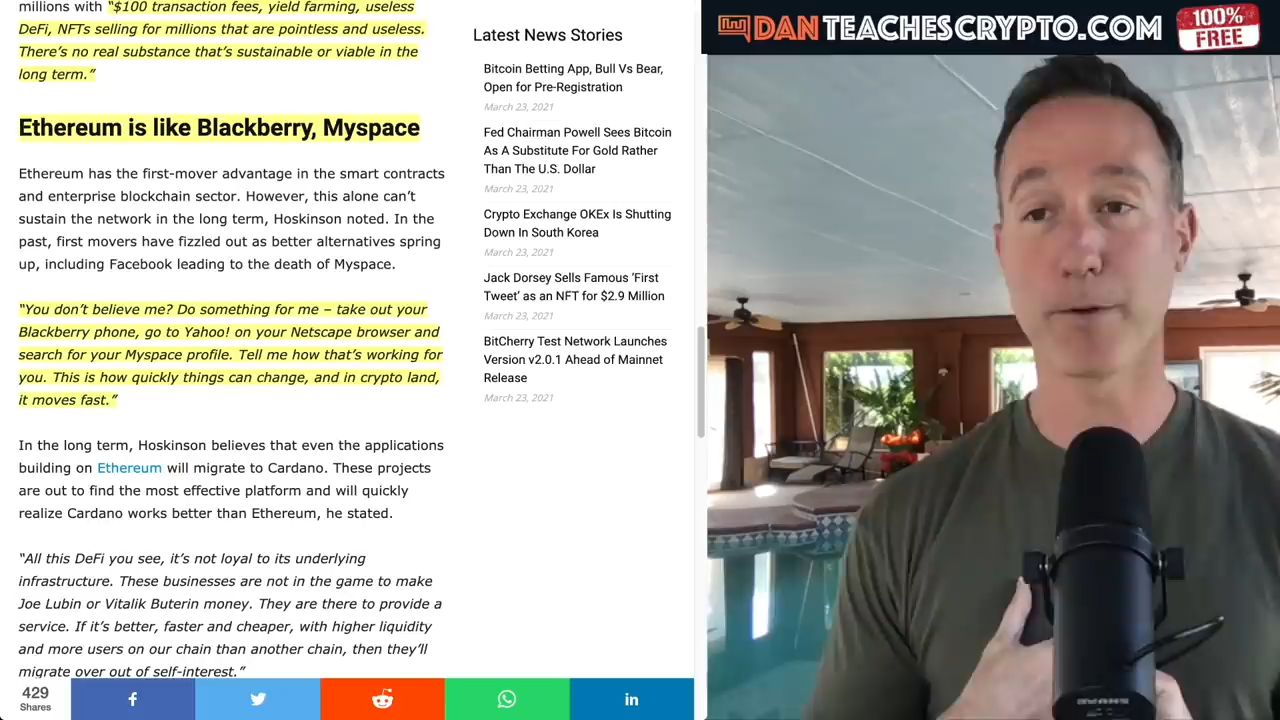 millions with “$100 transaction fees, yield farming, useless
DeFi, NFTs selling for millions that are pointless and useless.
There’s no real substance that’s sustainable or viable in the
long term.”
Ethereum is like Blackberry, Myspace
Ethereum has the first-mover advantage in the smart contracts
and enterprise blockchain sector. However, this alone can’t
sustain the network in the long term, Hoskinson noted. In the
past, first movers have fizzled out as better alternatives spring
up, including Facebook leading to the death of Myspace.
“You don’t believe me? Do something for me – take out your
Blackberry phone, go to Yahoo! on your Netscape browser and
search for your Myspace profile. Tell me how that’s working for
you. This is how quickly things can change, and in crypto land,
it moves fast.”
In the long term, Hoskinson believes that even the applications
building on Ethereum will migrate to Cardano. These projects
are out to find the most effective platform and will quickly
realize Cardano works better than Ethereum, he stated.
“All this DeFi you see, it’s not loyal to its underlying
infrastructure. These businesses are not in the game to make
Joe Lubin or Vitalik Buterin money. They are there to provide a
service. If it’s better, faster and cheaper, with higher liquidity
and more users on our chain than another chain, then they’ll
migrate over out of self-interest.”
429
Shares
Latest News Stories
Bitcoin Betting App, Bull Vs Bear,
Open for Pre-Registration
March 23, 2021
Fed Chairman Powell Sees Bitcoin
As A Substitute For Gold Rather
Than The U.S. Dollar
March 23, 2021
Crypto Exchange OKEx Is Shutting
Down In South Korea
March 23, 2021
Jack Dorsey Sells Famous ‘First
Tweet’ as an NFT for $2.9 Million
March 23, 2021
BitCherry Test Network Launches
Version v2.0.1 Ahead of Mainnet
Release
March 23, 2021
DANTEACHESCRYPTO.COM
100%
FREE